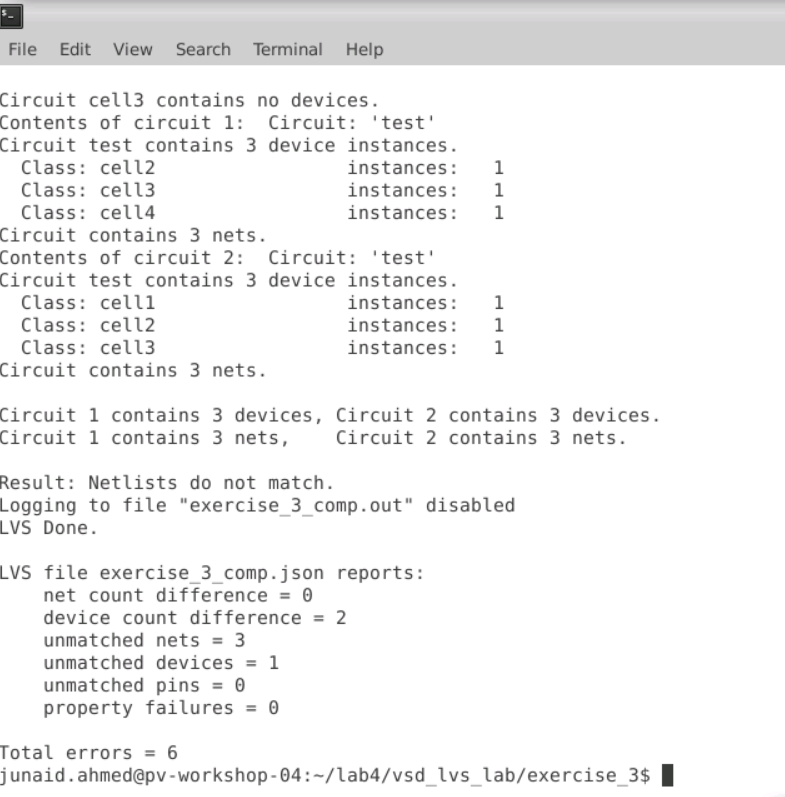 File Edit View Search Terminal Help
Circuit cell3 contains no devices.
Contents of circuit 1:  Circuit: 'test'
Circuit test contains 3 device instances.
  Class: cell2                 instances:   1
  Class: cell3                 instances:   1
  Class: cell4                 instances:   1
Circuit contains 3 nets.
Contents of circuit 2:  Circuit: 'test'
Circuit test contains 3 device instances.
  Class: cell1                 instances:   1
  Class: cell2                 instances:   1
  Class: cell3                 instances:   1
Circuit contains 3 nets.

Circuit 1 contains 3 devices, Circuit 2 contains 3 devices.
Circuit 1 contains 3 nets,    Circuit 2 contains 3 nets.

Result: Netlists do not match.
Logging to file "exercise_3_comp.out" disabled
LVS Done.

LVS file exercise_3_comp.json reports:
    net count difference = 0
    device count difference = 2
    unmatched nets = 3
    unmatched devices = 1
    unmatched pins = 0
    property failures = 0

Total errors = 6
junaid.ahmed@pv-workshop-04:~/lab4/vsd_lvs_lab/exercise_3$